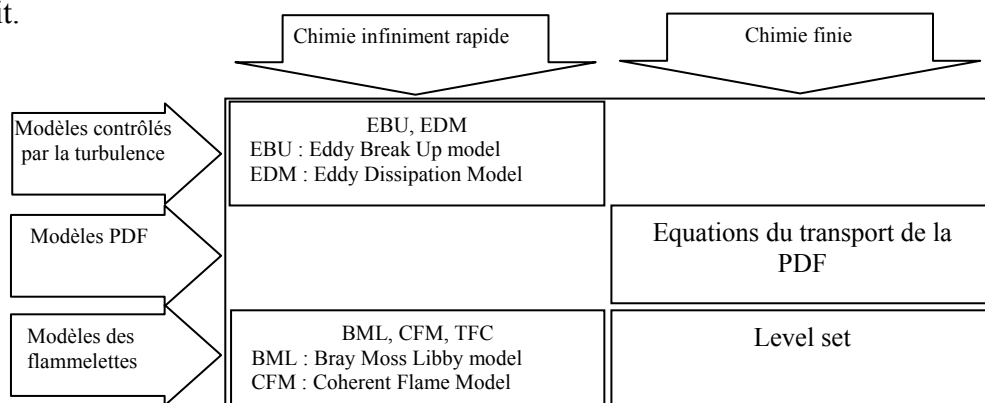 it.
Chimie infiniment rapide
Chimie finie
Modèles contrôlés
par la turbulence
EBU, EDM
EBU : Eddy Break Up model
EDM : Eddy Dissipation Model
Modèles PDF
Equations du transport de la
PDF
Modèles des
flammelettes
BML, CFM, TFC
BML : Bray Moss Libby model
CFM : Coherent Flame Model
Level set